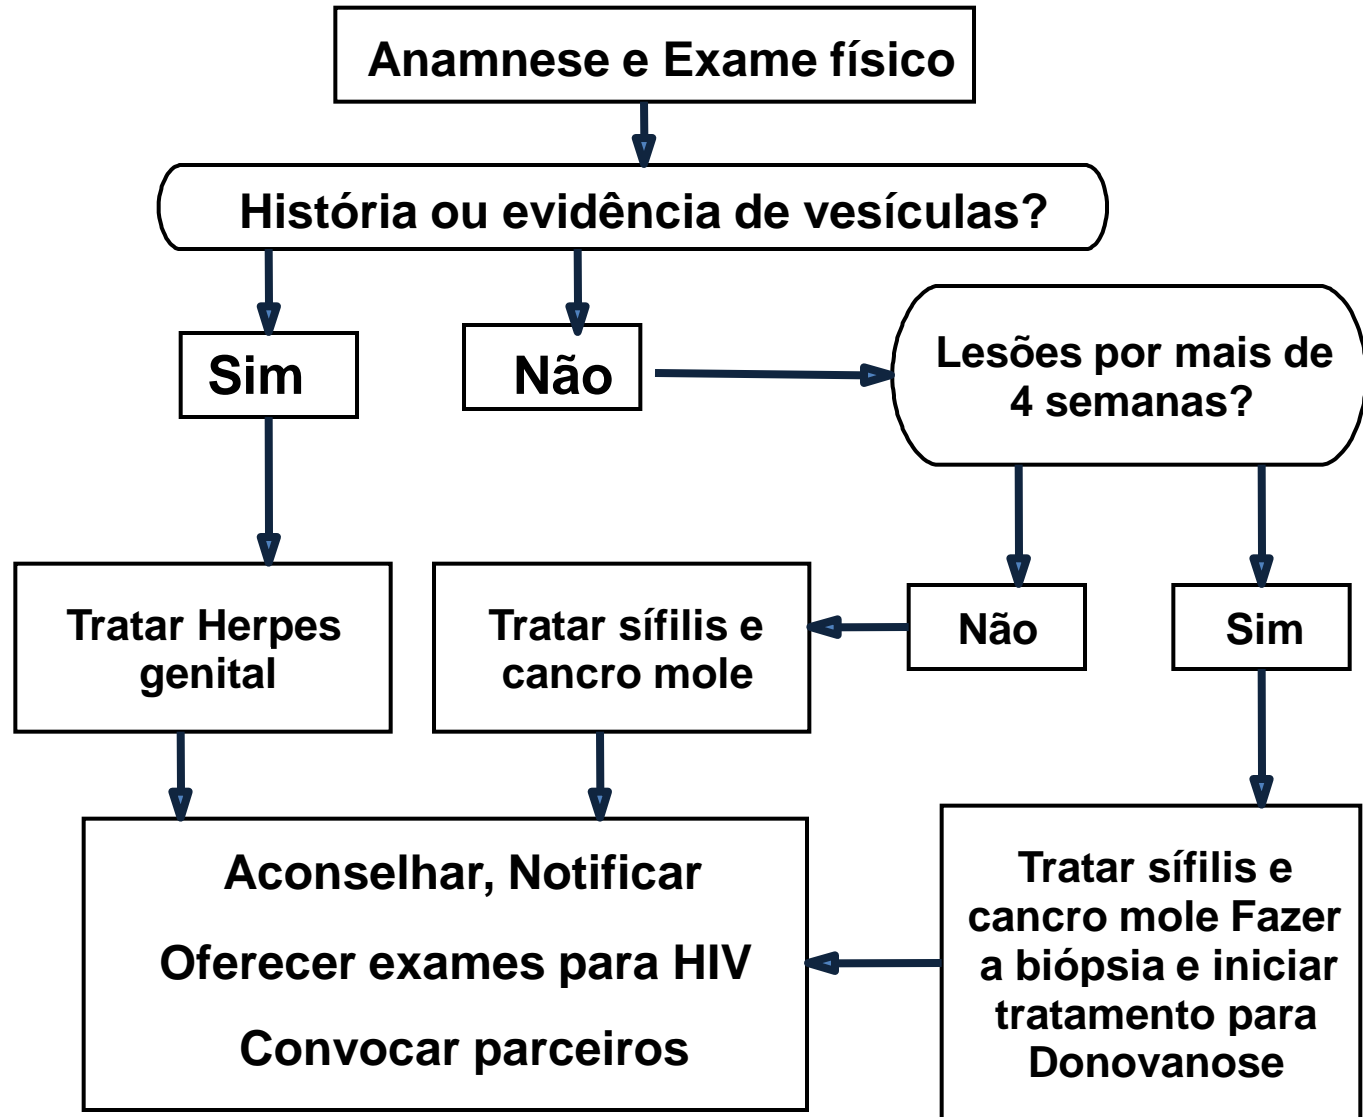 Anamnese e Exame físico
História ou evidência de vesículas?
Sim
Não
Lesões por mais de
4 semanas?
Tratar Herpes
genital
Tratar sífilis e
cancro mole
Não
Sim
Aconselhar, Notificar
Oferecer exames para HIV
Convocar parceiros
Tratar sífilis e
cancro mole Fazer
a biópsia e iniciar
tratamento para
Donovanose